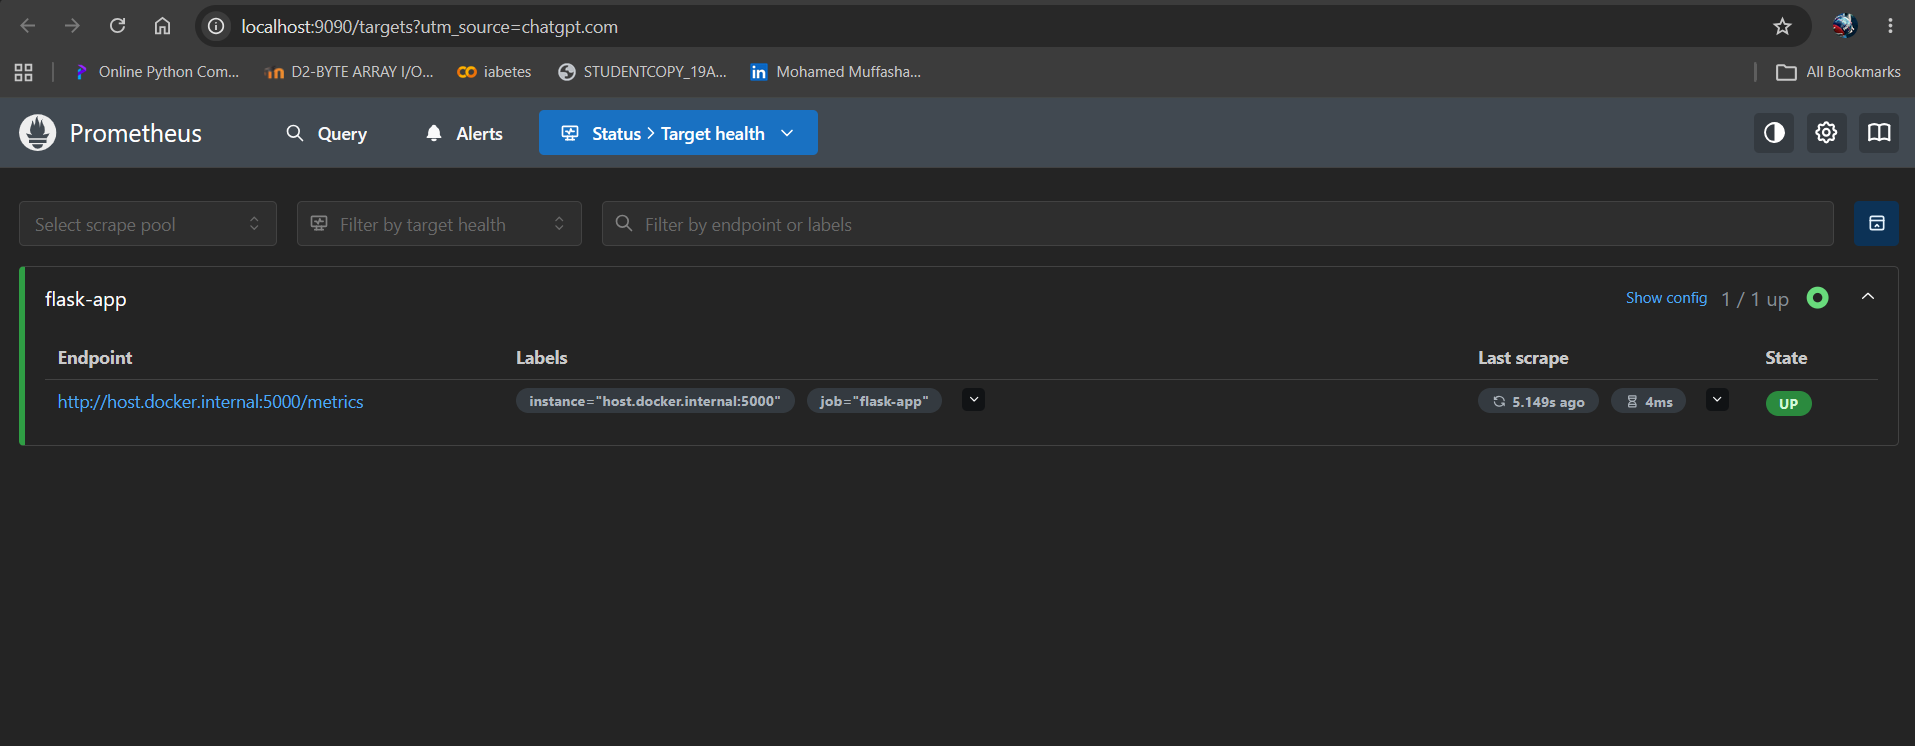 localhost:9090/targets?utm_source=chatgpt.com
Online Python Com... D2-BYTE ARRAY I/O... iabetes STUDENTCOPY_19A... Mohamed Muffasha... All Bookmarks
Prometheus Query Alerts Status > Target health
Select scrape pool Filter by target health Filter by endpoint or labels
flask-app Show config 1 / 1 up
Endpoint Labels Last scrape State
http://host.docker.internal:5000/metrics instance="host.docker.internal:5000" job="flask-app" 5.149s ago 4ms UP